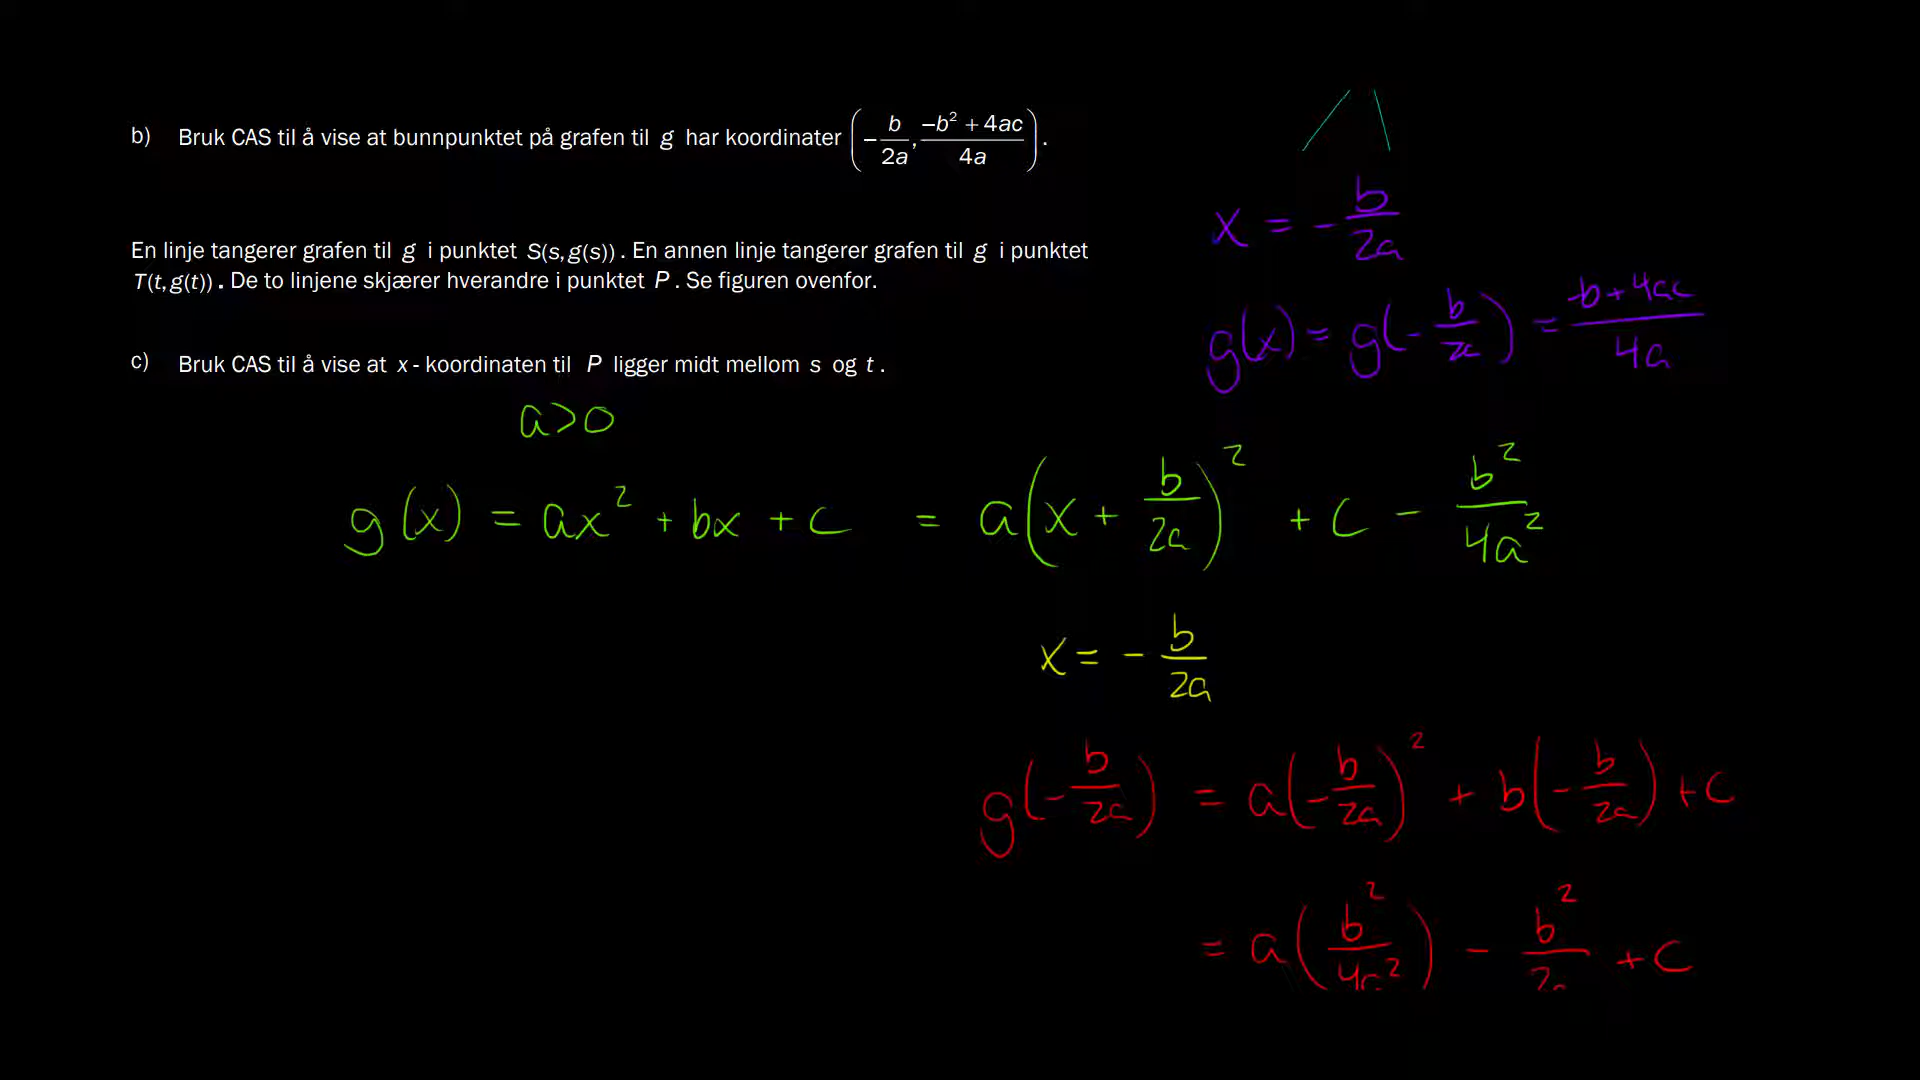 b) Bruk CAS til å vise at bunnpunktet på grafen til g har koordinater (-b/2a, (-b²+4ac)/4a).
En linje tangerer grafen til g i punktet S(s,g(s)). En annen linje tangerer grafen til g i punktet
T(t,g(t)). De to linjene skjærer hverandre i punktet P. Se figuren ovenfor.
c) Bruk CAS til å vise at x-koordinaten til P ligger midt mellom s og t.
x = -b/2a
g(x) = g(-b/2a) = (-b+4ac)/4a
a>0
g(x) = ax² + bx + c = a(x + b/2a)² + c - b²/4a²
x = -b/2a
g(-b/2a) = a(-b/2a)² + b(-b/2a) + c
= a(b²/4a²) - b²/2a + c